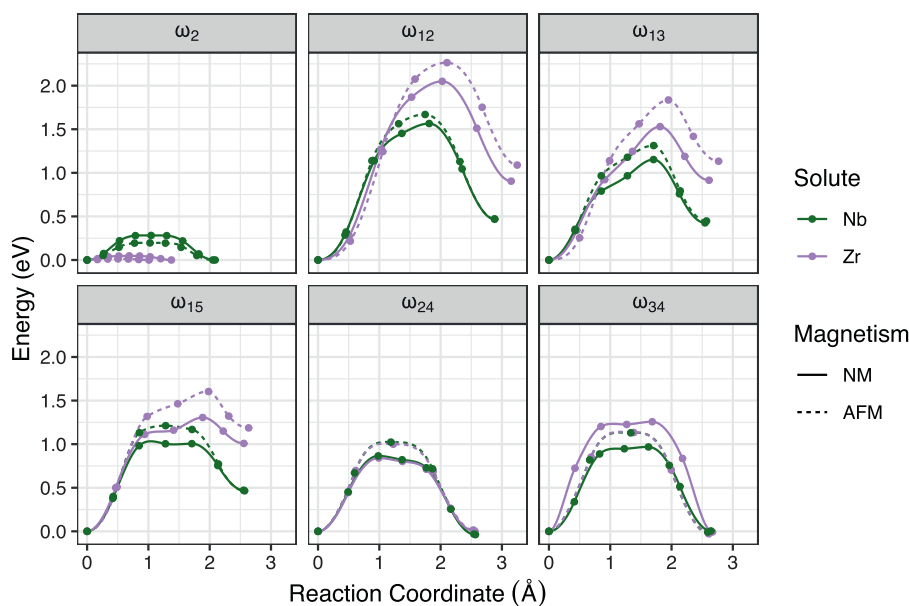 ω2
ω12
ω13
2.0
1.5
1.0
0.5
0.0
Energy (eV)
ω15
ω24
ω34
2.0
1.5
1.0
0.5
0.0
0 1 2 3
0 1 2 3
0 1 2 3
Reaction Coordinate (Å)
Solute
Nb
Zr
Magnetism
NM
AFM